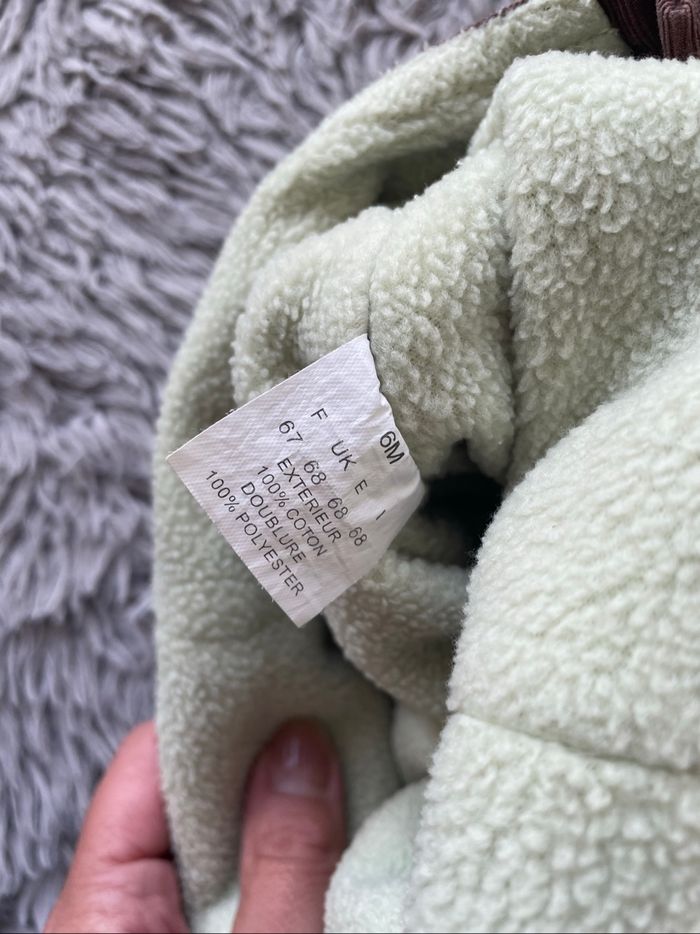 6M
F UK E I
67 68 68 68
EXTERIEUR
100% COTON
DOUBLURE
100% POLYESTER